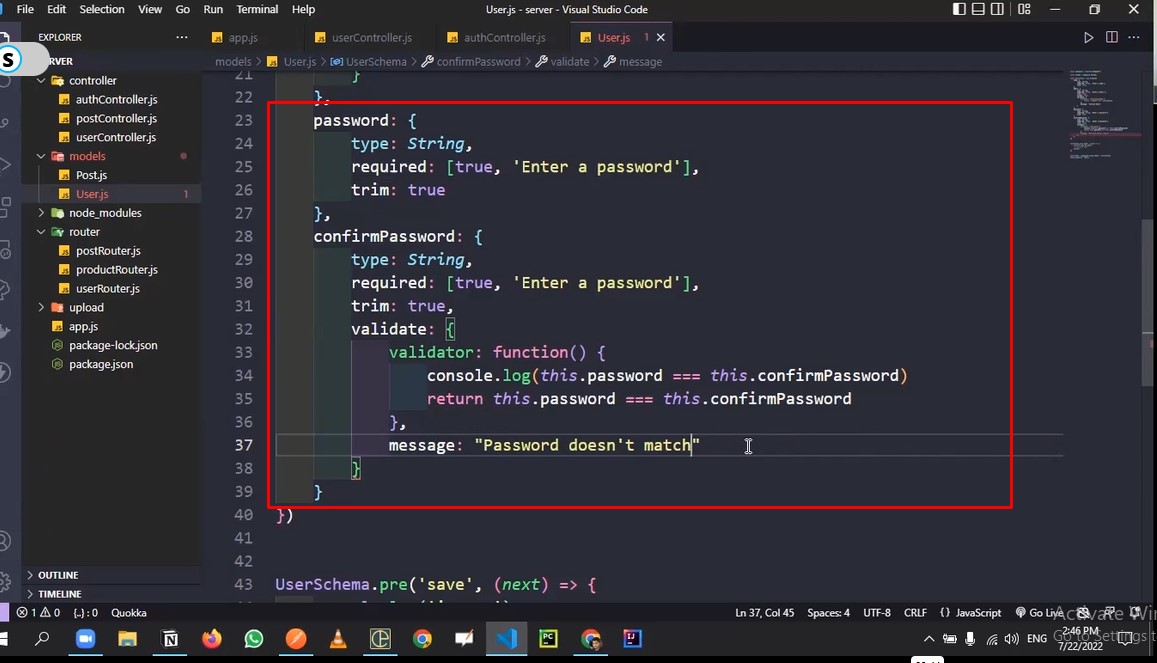 File Edit Selection View Go Run Terminal Help User.js - server - Visual Studio Code
EXPLORER ... app.js userController.js authController.js User.js 1
S RVER models > User.js > UserSchema > confirmPassword > validate > message
controller
authController.js
postController.js
userController.js
models
Post.js
User.js 1
node_modules
router
postRouter.js
productRouter.js
userRouter.js
upload
app.js
package-lock.json
package.json
OUTLINE
TIMELINE
21 }
22 },
23 password: {
24 type: String,
25 required: [true, 'Enter a password'],
26 trim: true
27 },
28 confirmPassword: {
29 type: String,
30 required: [true, 'Enter a password'],
31 trim: true,
32 validate: {
33 validator: function() {
34 console.log(this.password === this.confirmPassword)
35 return this.password === this.confirmPassword
36 },
37 message: "Password doesn't match"
38 }
39 }
40 })
41
42
43 UserSchema.pre('save', (next) => {
1 0 {..} : 0 Quokka Ln 37, Col 45 Spaces: 4 UTF-8 CRLF {} JavaScript Go Live
Activate Win
Go to Settings t
ENG 2:46 PM
7/22/2022